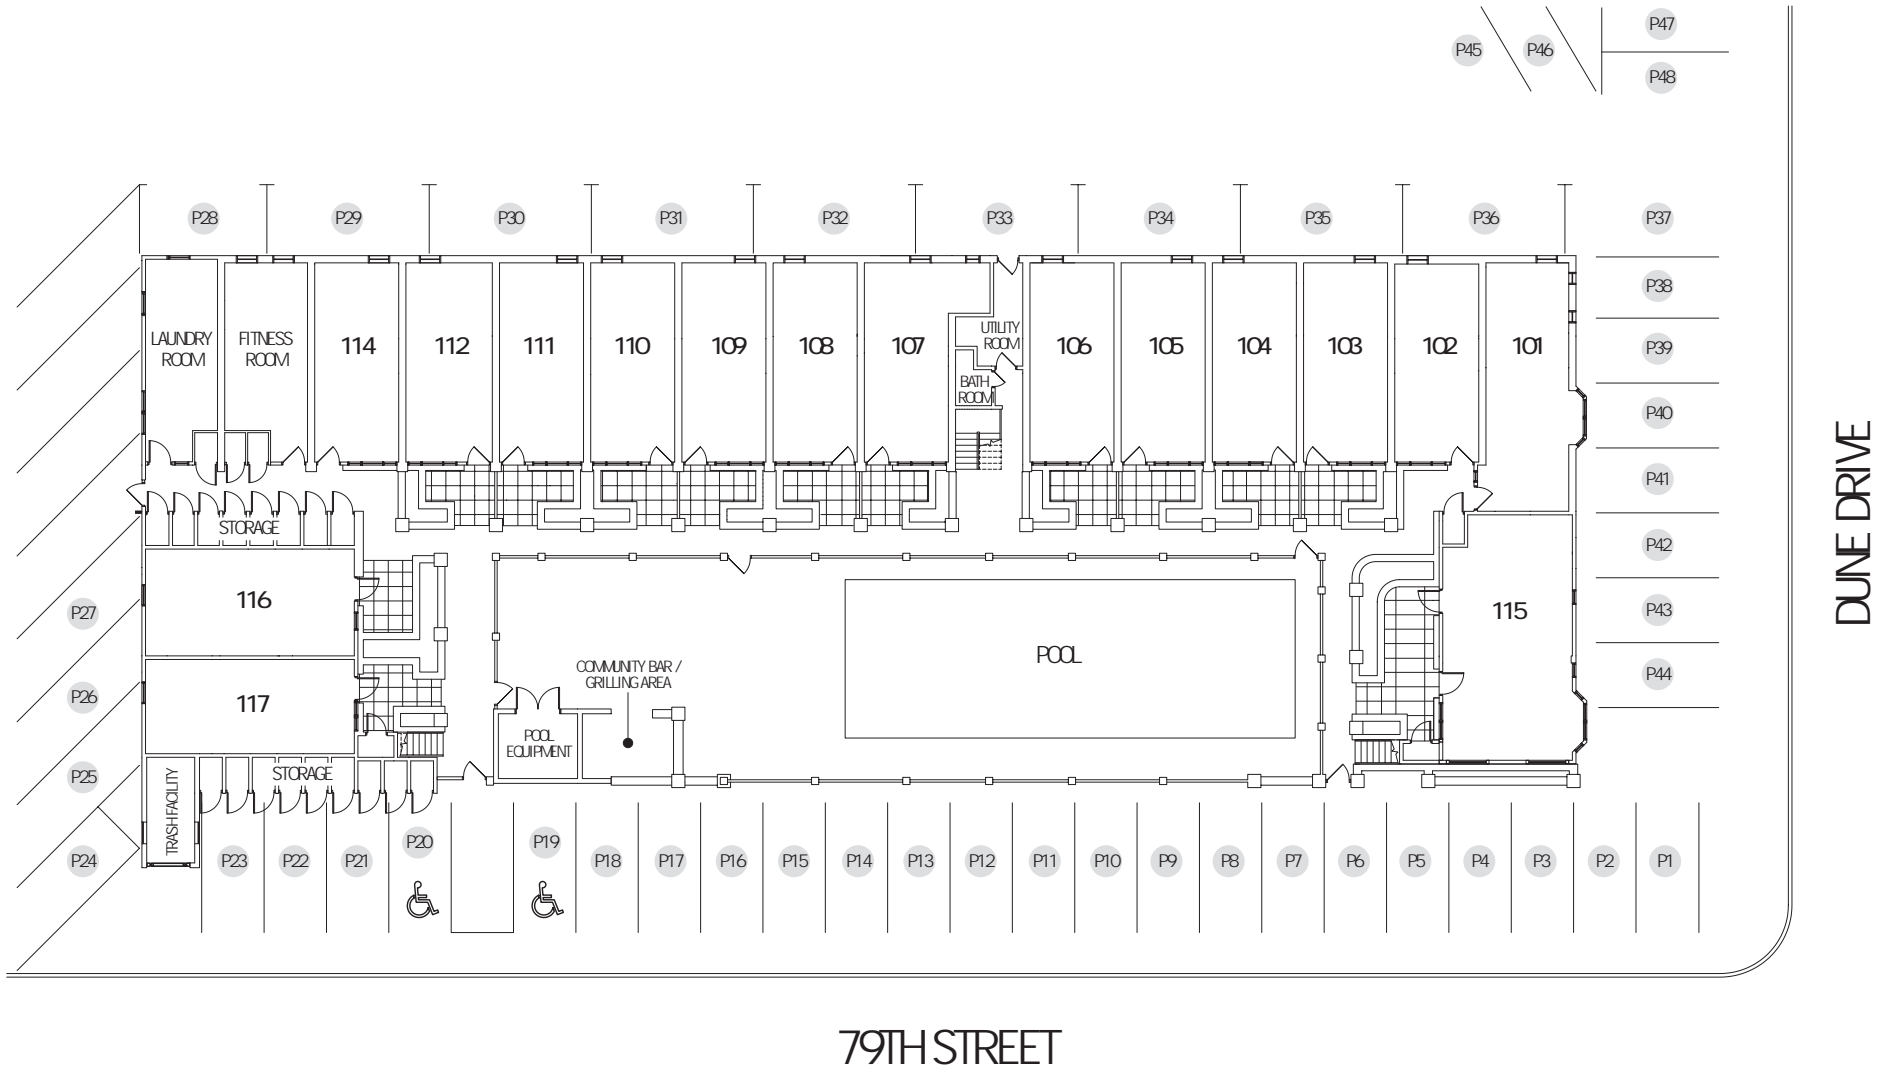 P47
P45
P46
P48
P28
P29
P30
P31
P32
P33
P34
P35
P36
P37
P38
LAUNDRY
ROOM
FITNESS
ROOM
114
112
111
110
109
108
107
UTILITY
ROOM
BATH
ROOM
106
105
104
103
102
101
P39
P40
P41
P42
P43
P44
DUNE DRIVE
STORAGE
116
117
P27
P26
P25
P24
COMMUNITY BAR /
GRILLING AREA
POOL
115
POOL
EQUIPMENT
STORAGE
TRASH FACILITY
P23
P22
P21
P20
P19
P18
P17
P16
P15
P14
P13
P12
P11
P10
P9
P8
P7
P6
P5
P4
P3
P2
P1
79TH STREET